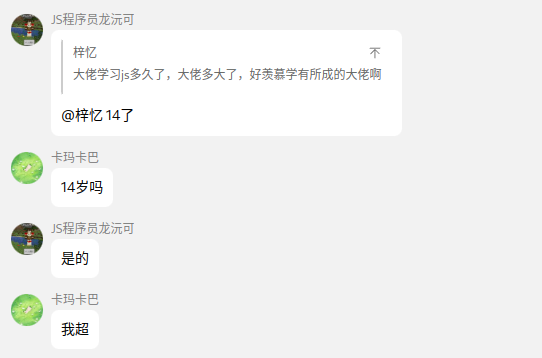 JS程序员龙沅可
梓忆 不
大佬学习js多久了，大佬多大了，好羡慕学有所成的大佬啊
@梓忆 14了
卡玛卡巴
14岁吗
JS程序员龙沅可
是的
卡玛卡巴
我超